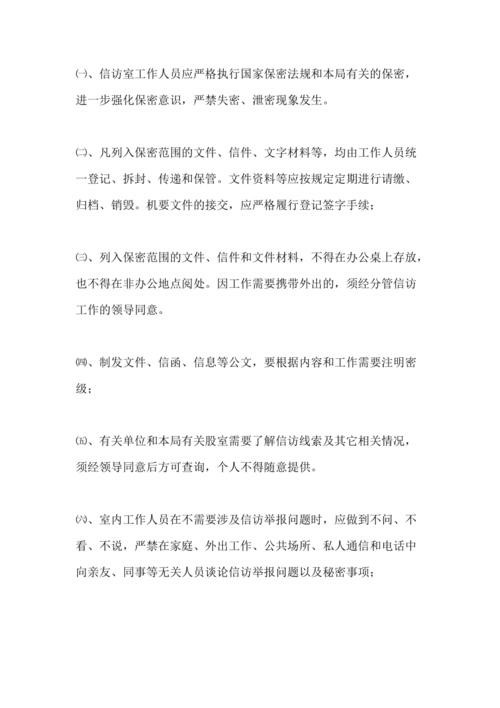 ㈠、信访室工作人员应严格执行国家保密法规和本局有关的保密，
进一步强化保密意识，严禁失密、泄密现象发生。
㈡、凡列入保密范围的文件、信件、文字材料等，均由工作人员统
一登记、拆封、传递和保管。文件资料等应按规定定期进行请缴、
归档、销毁。机要文件的接交，应严格履行登记签字手续；
㈢、列入保密范围的文件、信件和文件材料，不得在办公桌上存放，
也不得在非办公地点阅处。因工作需要携带外出的，须经分管信访
工作的领导同意。
㈣、制发文件、信函、信息等公文，要根据内容和工作需要注明密
级；
㈤、有关单位和本局有关股室需要了解信访线索及其它相关情况，
须经领导同意后方可查询，个人不得随意提供。
㈥、室内工作人员在不需要涉及信访举报问题时，应做到不问、不
看、不说，严禁在家庭、外出工作、公共场所、私人通信和电话中
向亲友、同事等无关人员谈论信访举报问题以及秘密事项；